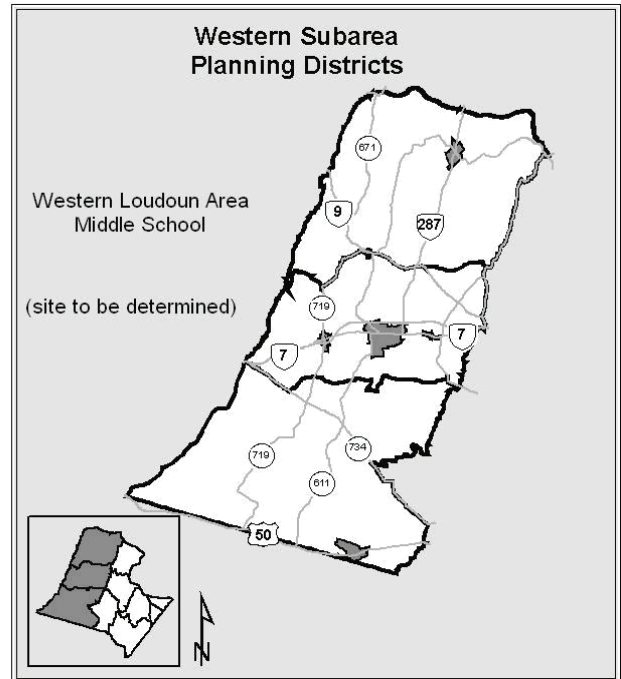 Western Subarea
Planning Districts
671
Western Loudoun Area
Middle School
9
287
(site to be determined)
719
7
7
734
719
611
50
N